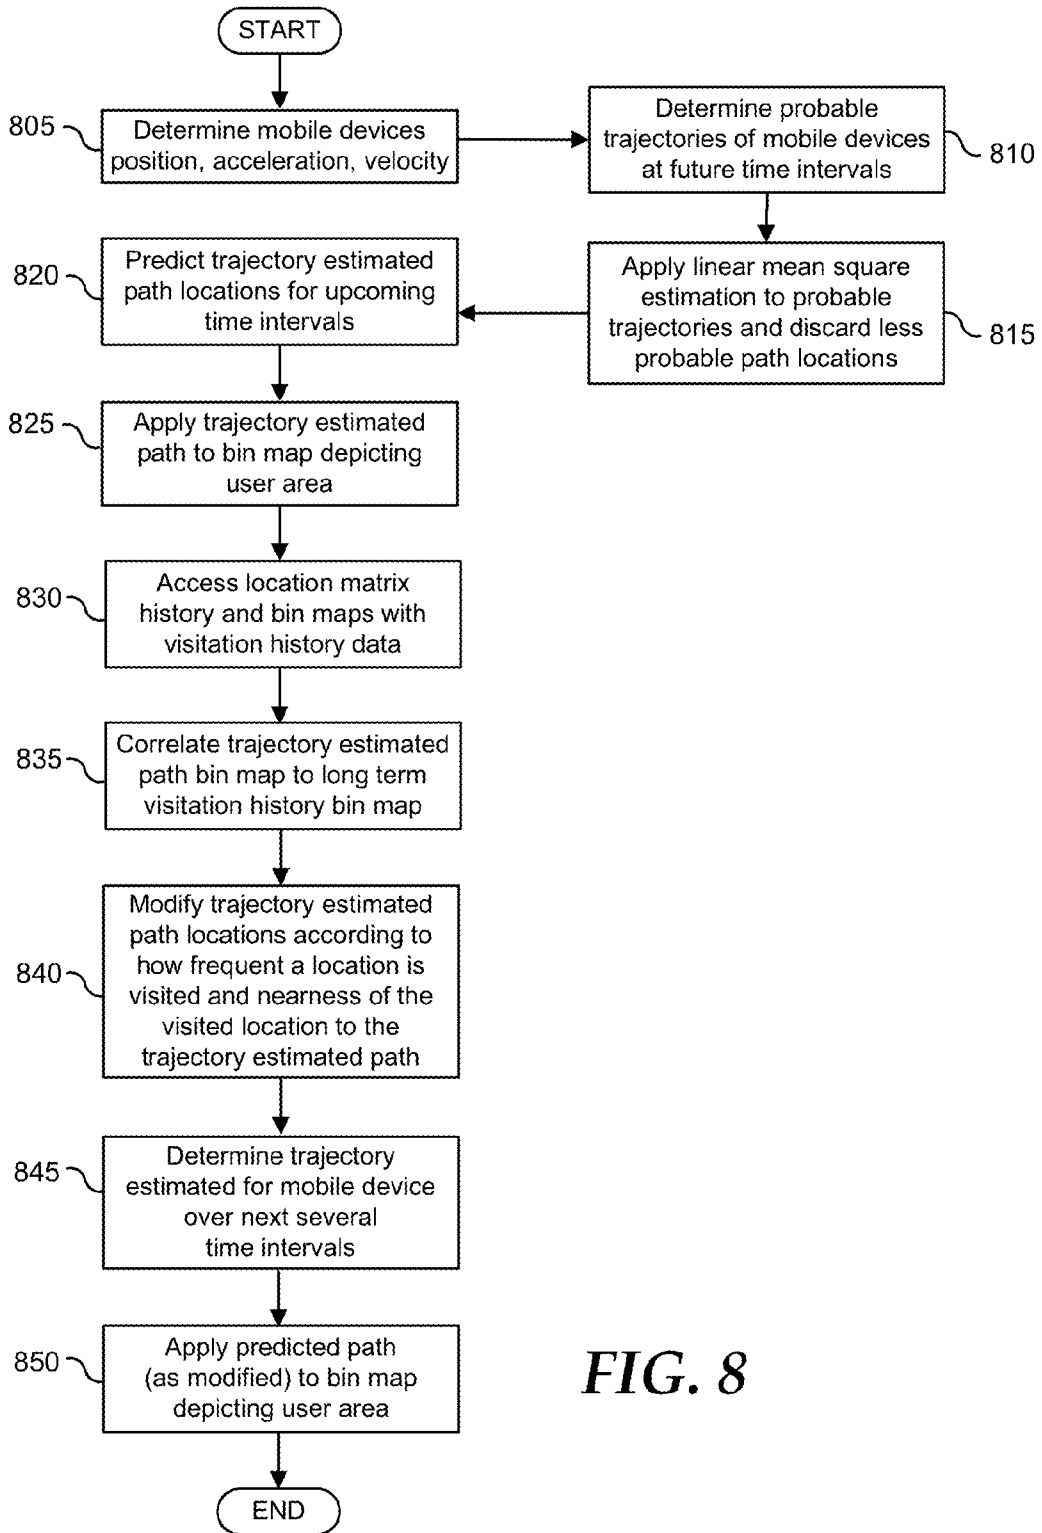 START
805
Determine mobile devices
position, acceleration, velocity
Determine probable
trajectories of mobile devices
at future time intervals
810
Apply linear mean square
estimation to probable
trajectories and discard less
probable path locations
815
820
Predict trajectory estimated
path locations for upcoming
time intervals
825
Apply trajectory estimated
path to bin map depicting
user area
830
Access location matrix
history and bin maps with
visitation history data
835
Correlate trajectory estimated
path bin map to long term
visitation history bin map
840
Modify trajectory estimated
path locations according to
how frequent a location is
visited and nearness of the
visited location to the
trajectory estimated path
845
Determine trajectory
estimated for mobile device
over next several
time intervals
850
Apply predicted path
(as modified) to bin map
depicting user area
END
FIG. 8